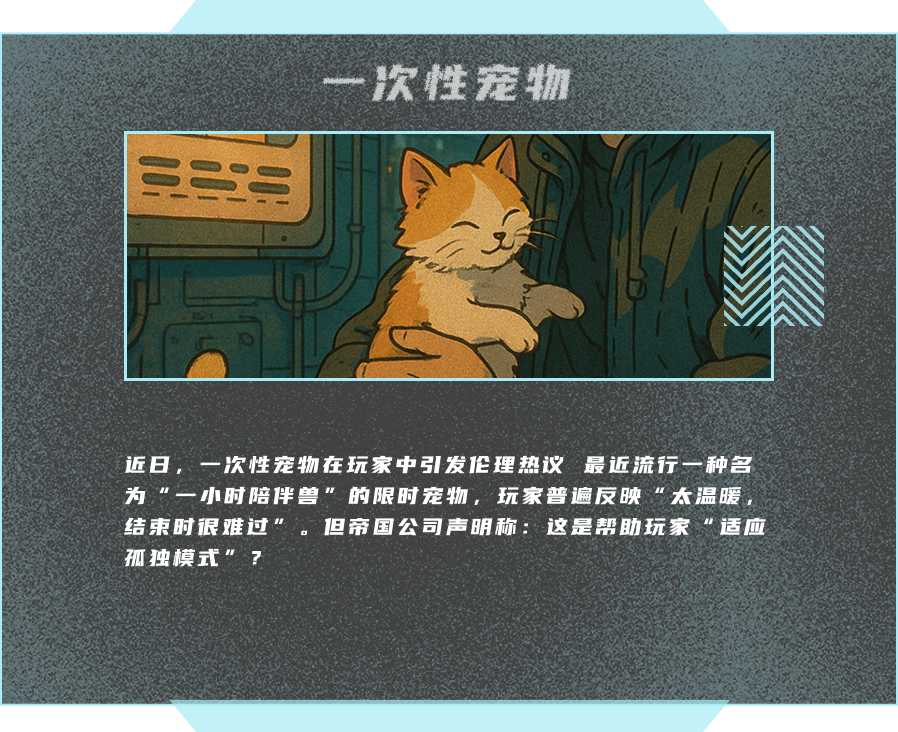 一次性宠物
近日，一次性宠物在玩家中引发伦理热议 最近流行一种名
为“一小时陪伴兽”的限时宠物，玩家普遍反映“太温暖，
结束时很难过”。但帝国公司声明称：这是帮助玩家“适应
孤独模式”？